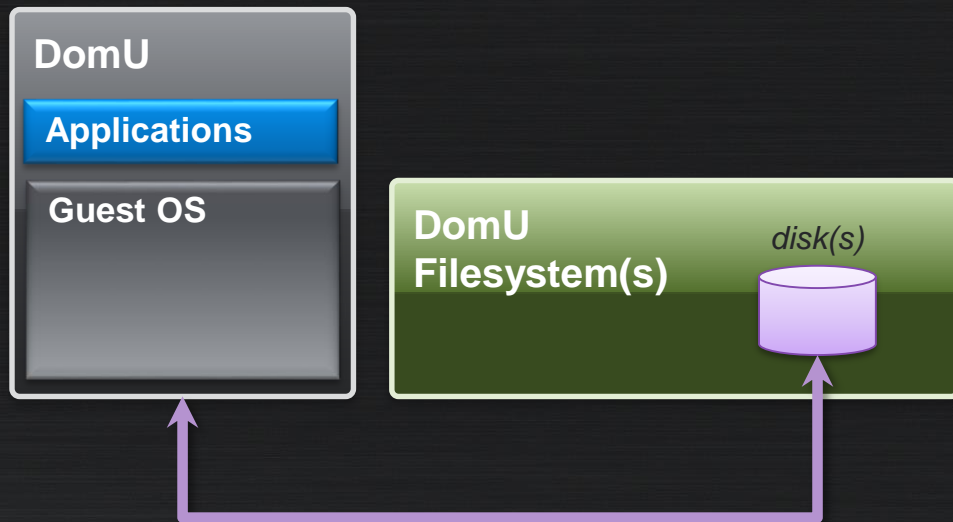 DomU
Applications
Guest OS
DomU
Filesystem(s)
disk(s)